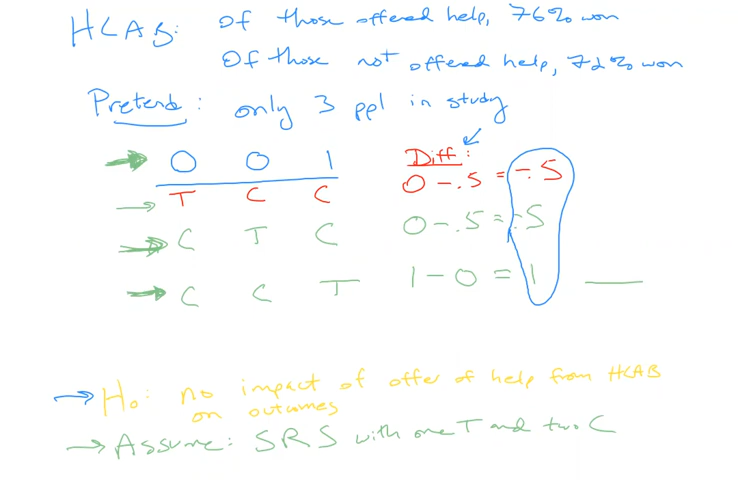 HLAB: Of those offered help, 76% won
Of those not offered help, 72% won
Pretend: only 3 ppl in study
0 0 1 Diff:
T C C 0 - .5 = -.5
C T C 0 - .5 = -.5
C C T 1 - 0 = 1
H₀: no impact of offer of help from HLAB
on outcomes
Assume: SRS with one T and two C